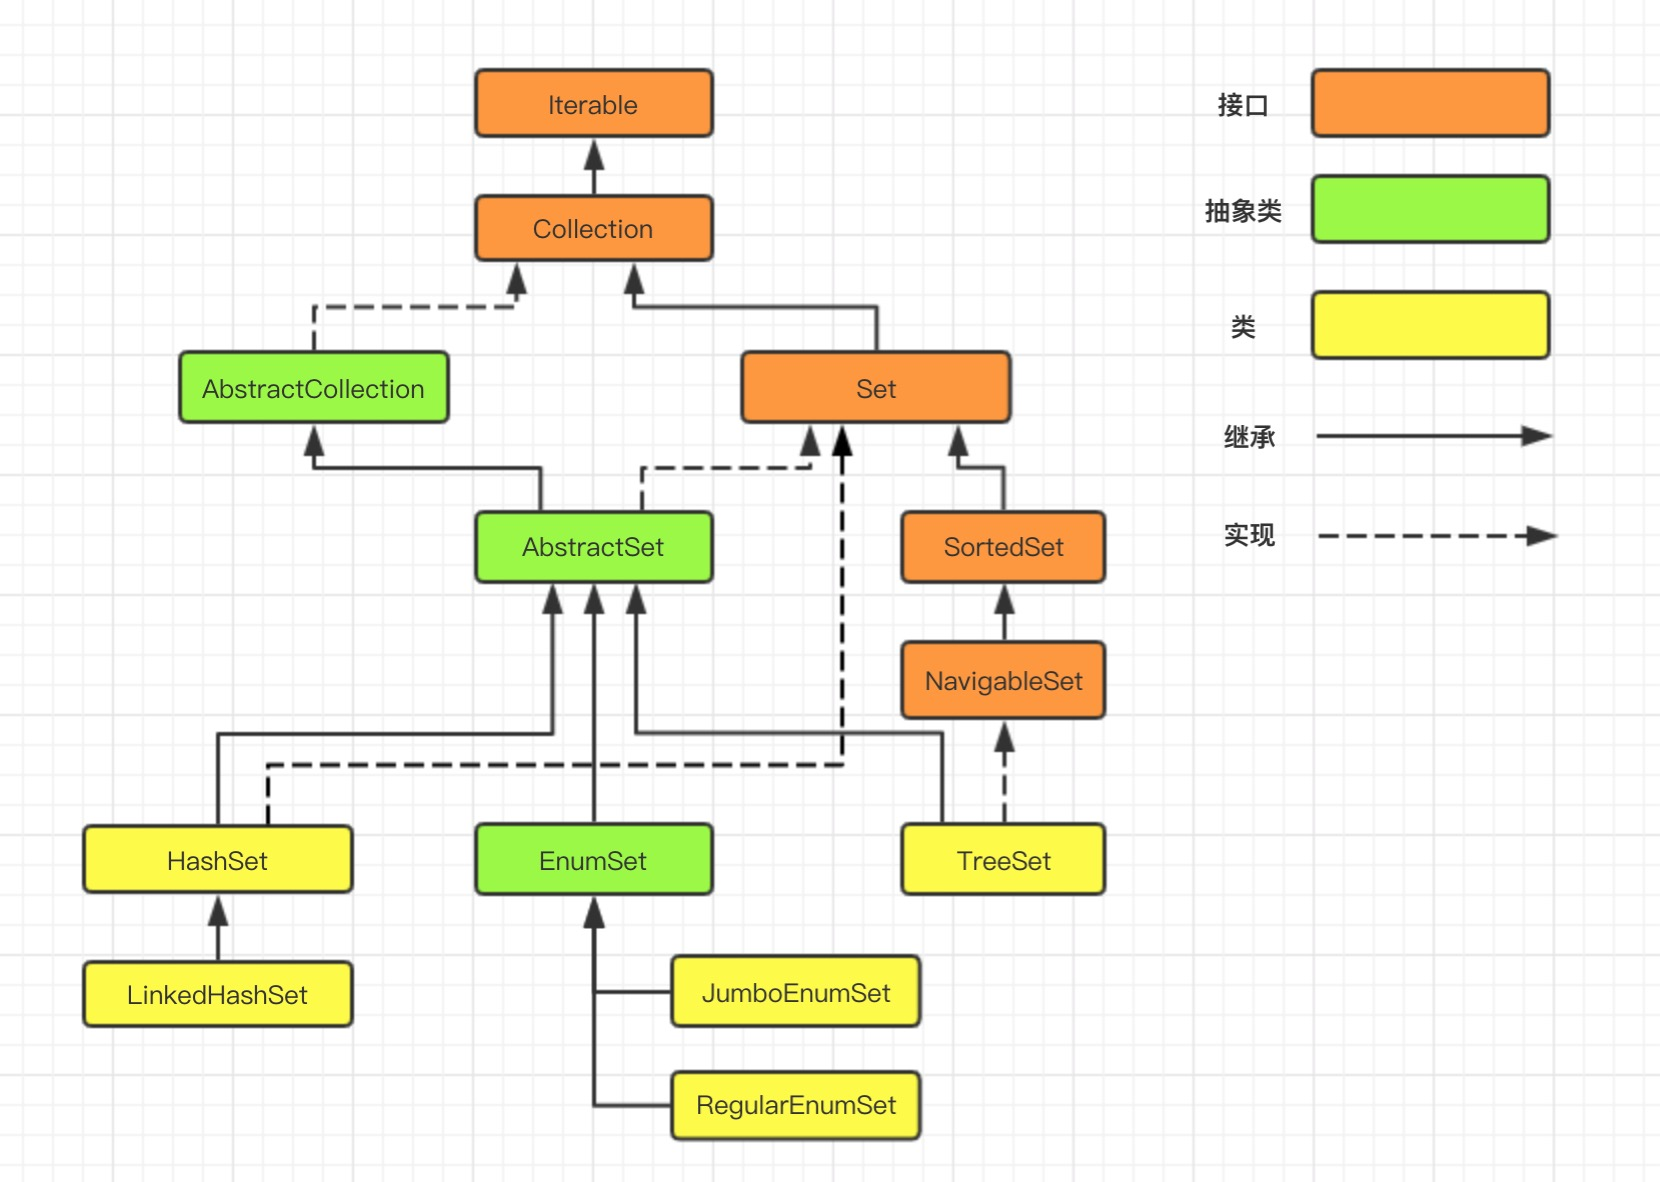 Iterable
接口
Collection
抽象类
类
AbstractCollection
Set
继承
AbstractSet
SortedSet
实现
NavigableSet
HashSet
EnumSet
TreeSet
LinkedHashSet
JumboEnumSet
RegularEnumSet